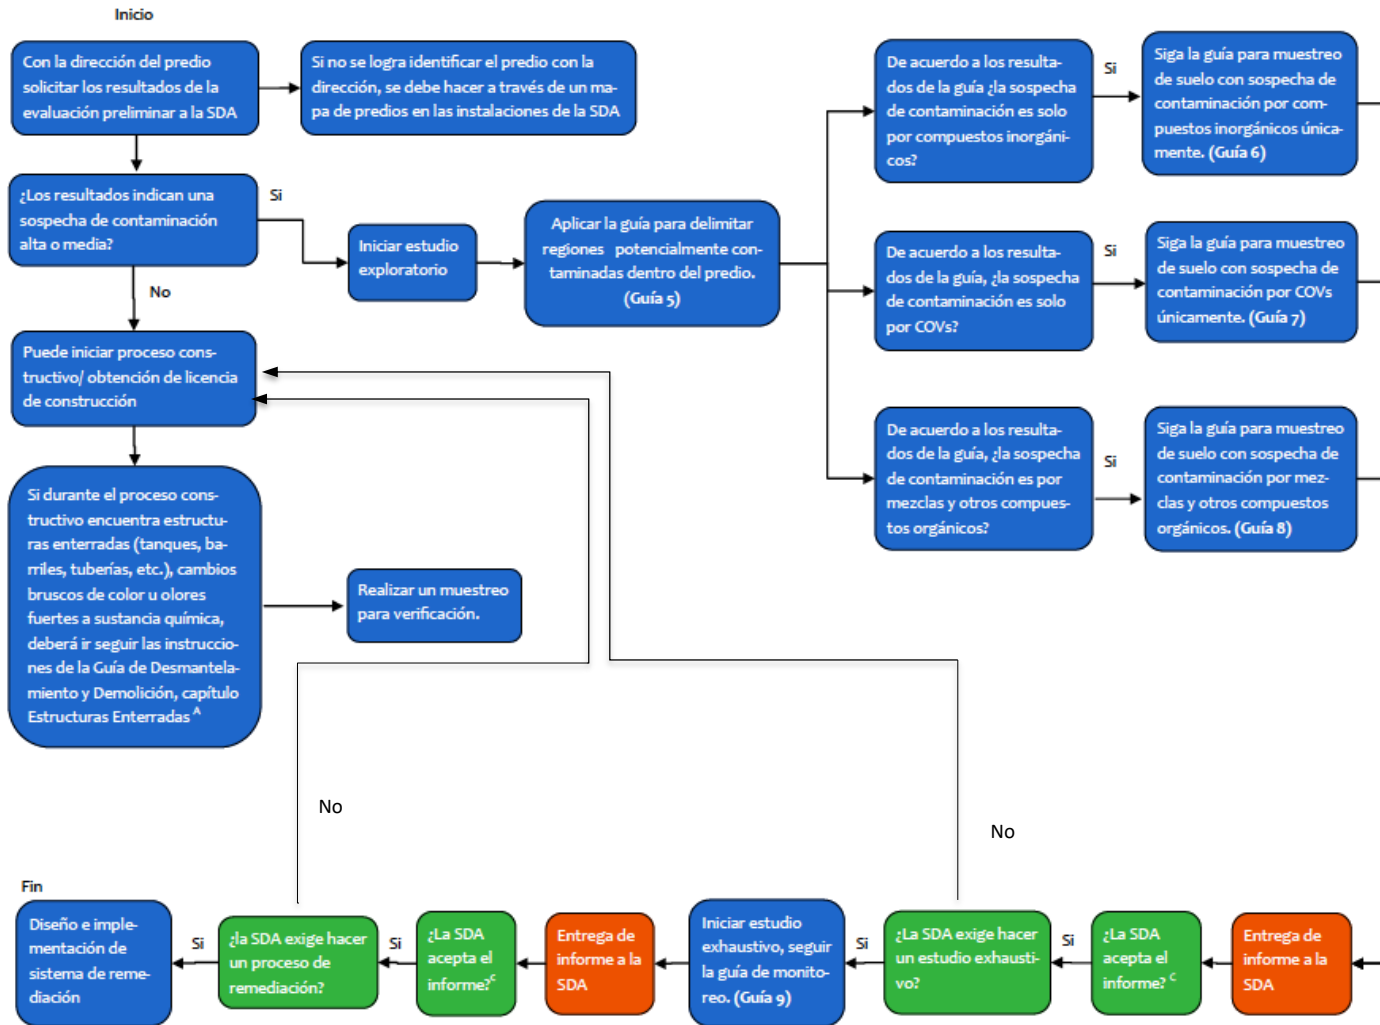 Inicio
Con la dirección del predio
solicitar los resultados de la
evaluación preliminar a la SDA
Si no se logra identificar el predio con la
dirección, se debe hacer a través de un ma-
pa de predios en las instalaciones de la SDA
¿Los resultados indican una
sospecha de contaminación
alta o media?
Si
No
Iniciar estudio
exploratorio
Aplicar la guía para delimitar
regiones potencialmente con-
taminadas dentro del predio.
(Guía 5)
De acuerdo a los resulta-
dos de la guía ¿la sospecha
de contaminación es solo
por compuestos inorgáni-
cos?
Si
Siga la guía para muestreo
de suelo con sospecha de
contaminación por com-
puestos inorgánicos única-
mente. (Guía 6)
De acuerdo a los resulta-
dos de la guía, ¿la sospecha
de contaminación es solo
por COVs?
Si
Siga la guía para muestreo
de suelo con sospecha de
contaminación por COVs
únicamente. (Guía 7)
De acuerdo a los resulta-
dos de la guía, ¿la sospecha
de contaminación es por
mezclas y otros compues-
tos orgánicos?
Si
Siga la guía para muestreo
de suelo con sospecha de
contaminación por mez-
clas y otros compuestos
orgánicos. (Guía 8)
Puede iniciar proceso cons-
tructivo/ obtención de licencia
de construcción
Si durante el proceso cons-
tructivo encuentra estructu-
ras enterradas (tanques, ba-
rriles, tuberías, etc.), cambios
bruscos de color u olores
fuertes a sustancia química,
deberá ir seguir las instruccio-
nes de la Guía de Desmantela-
miento y Demolición, capítulo
Estructuras Enterradas A
Realizar un muestreo
para verificación.
No
No
Fin
Diseño e imple-
mentación de
sistema de reme-
diación
Si
¿la SDA exige hacer
un proceso de
remediación?
Si
¿La SDA
acepta el
informe? C
Entrega de
informe a la
SDA
Iniciar estudio
exhaustivo, seguir
la guía de monito-
reo. (Guía 9)
Si
¿La SDA exige hacer
un estudio exhausti-
vo?
Si
¿La SDA
acepta el
informe? C
Entrega de
informe a la
SDA